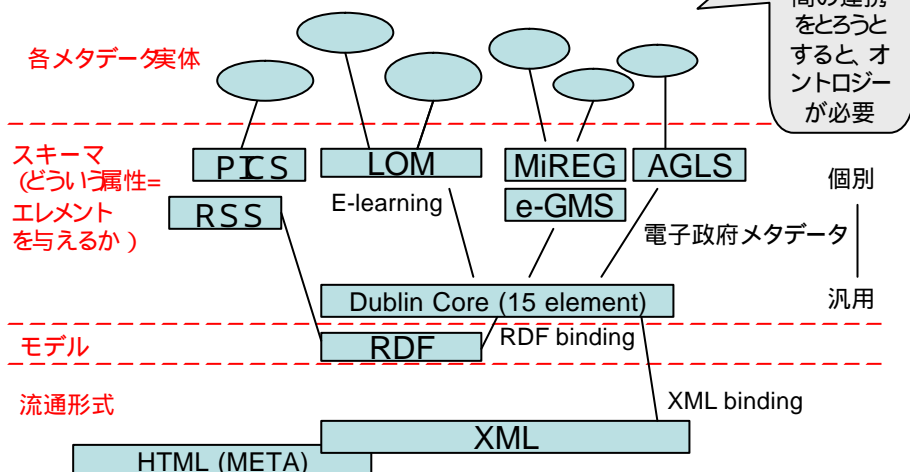 間の連携
をとろうと
すると、オ
ントロジー
が必要
各メタデータ実体
スキーマ
(どういう属性=
エレメント
を与えるか)
PICS
LOM
MiREG
AGLS
個別
RSS
E-learning
e-GMS
電子政府メタデータ
汎用
Dublin Core (15 element)
モデル
RDF
RDF binding
流通形式
XML binding
XML
HTML (META)